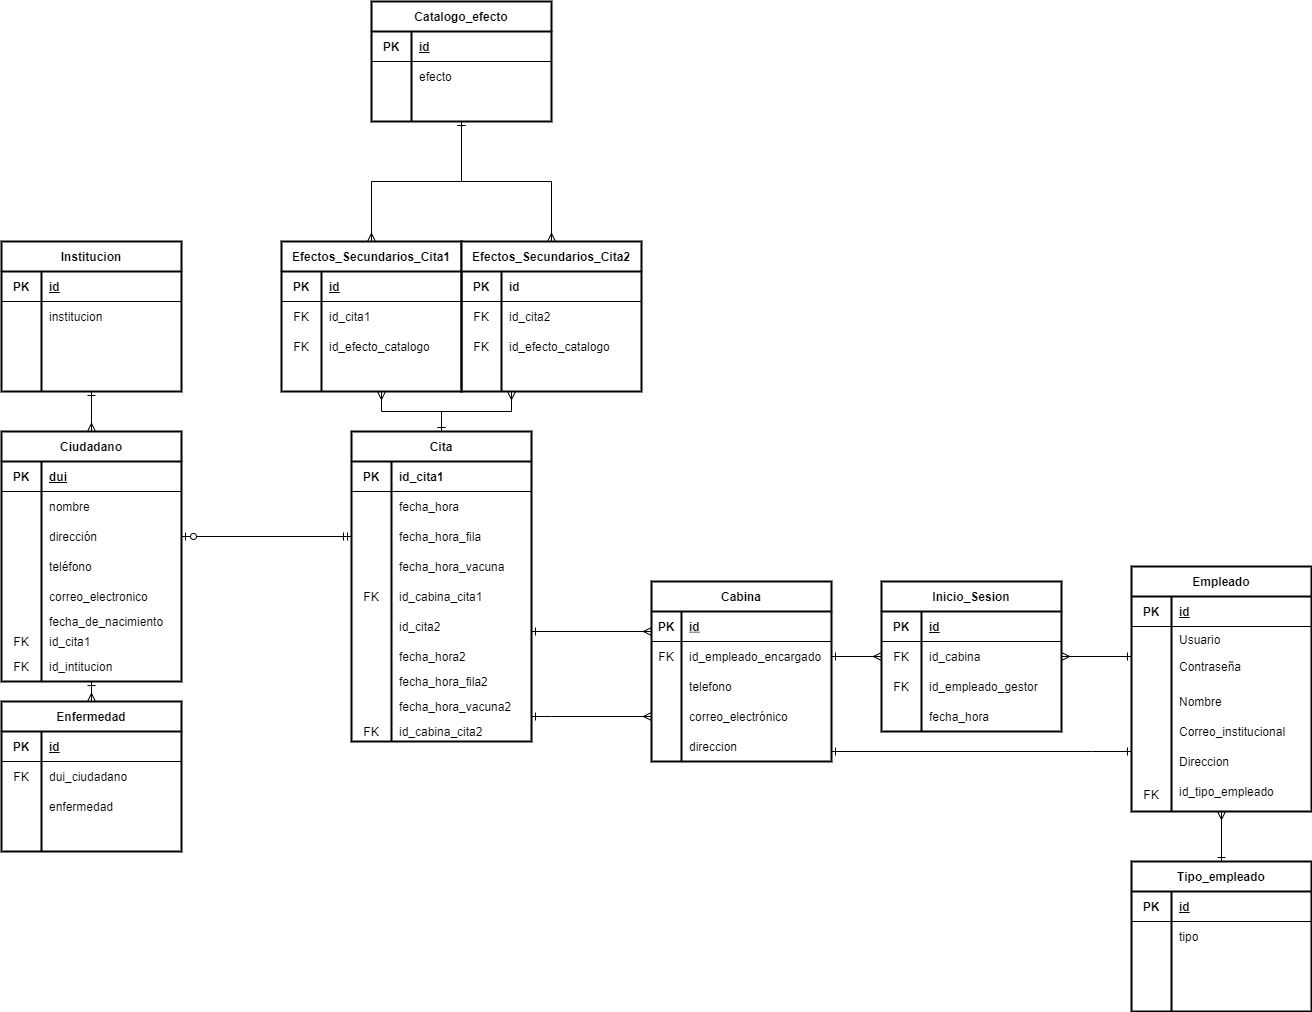 Catalogo_efecto
PK id
efecto
Institucion
PK id
institucion
Efectos_Secundarios_Cita1
PK id
FK id_cita1
FK id_efecto_catalogo
Efectos_Secundarios_Cita2
PK id
FK id_cita2
FK id_efecto_catalogo
Ciudadano
PK dui
nombre
dirección
teléfono
correo_electronico
fecha_de_nacimiento
FK id_cita1
FK id_intitucion
Cita
PK id_cita1
fecha_hora
fecha_hora_fila
fecha_hora_vacuna
FK id_cabina_cita1
id_cita2
fecha_hora2
fecha_hora_fila2
fecha_hora_vacuna2
FK id_cabina_cita2
Cabina
PK id
FK id_empleado_encargado
telefono
correo_electrónico
direccion
Inicio_Sesion
PK id
FK id_cabina
FK id_empleado_gestor
fecha_hora
Empleado
PK id
Usuario
Contraseña
Nombre
Correo_institucional
Direccion
FK id_tipo_empleado
Enfermedad
PK id
FK dui_ciudadano
enfermedad
Tipo_empleado
PK id
tipo